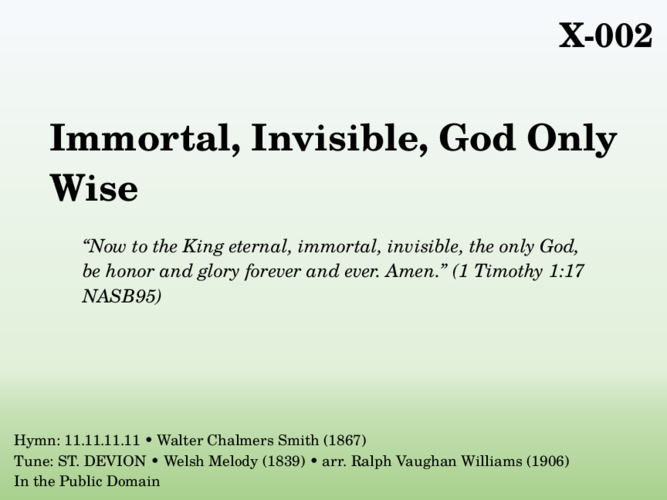 X-002
Immortal, Invisible, God Only
Wise
“Now to the King eternal, immortal, invisible, the only God,
be honor and glory forever and ever. Amen.” (1 Timothy 1:17
NASB95)
Hymn: 11.11.11.11 • Walter Chalmers Smith (1867)
Tune: ST. DEVION • Welsh Melody (1839) • arr. Ralph Vaughan Williams (1906)
In the Public Domain